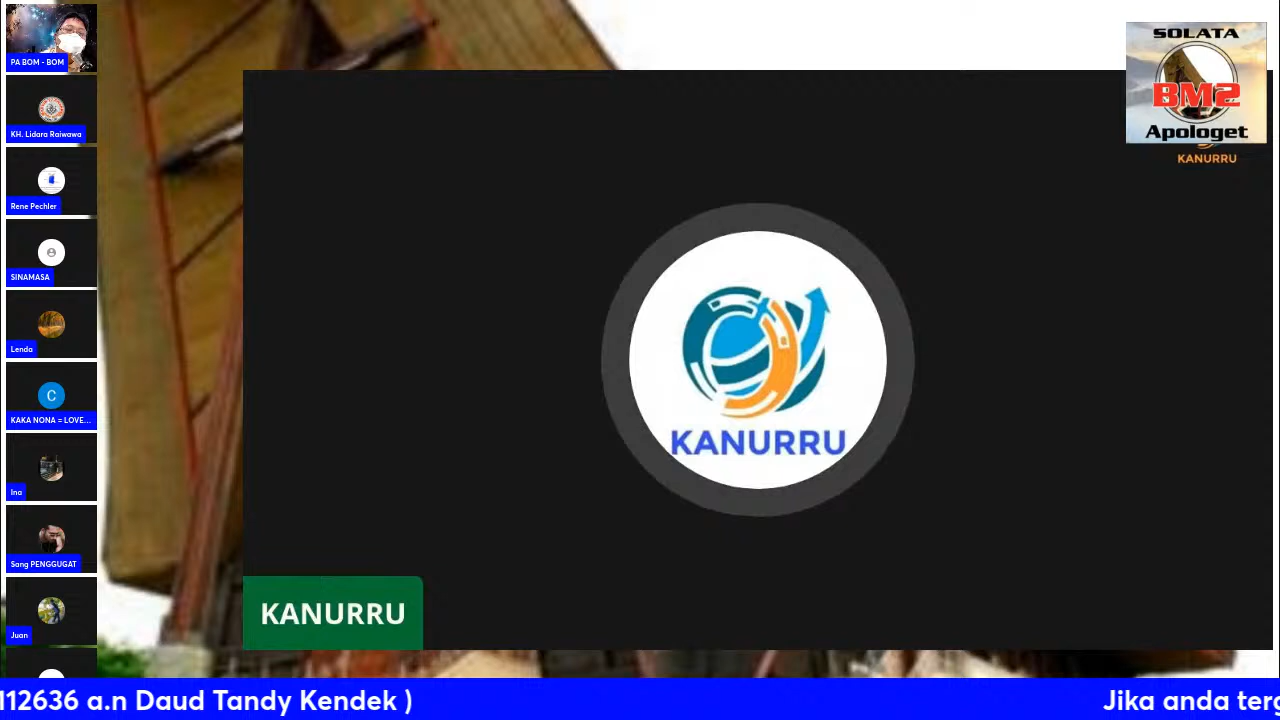 PA BOM - BOM
KH. Lidara Raiwawa
Rene Pechler
SINAMASA
Lenda
C
KAKA NONA = LOVE...
Ina
Sang PENGGUGAT
Juan
SOLATA
BM2
Apologet
KANURRU
KANURRU
KANURRU
112636 a.n Daud Tandy Kendek )
Jika anda terg